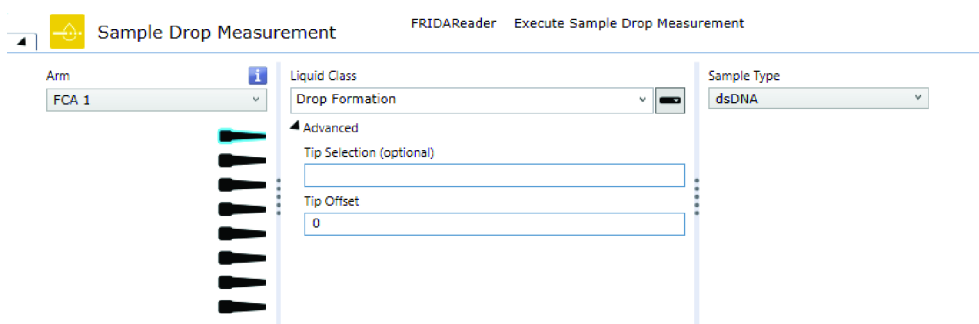 Sample Drop Measurement
FRIDAReader Execute Sample Drop Measurement
Arm
i
FCA 1
Liquid Class
Drop Formation
Advanced
Tip Selection (optional)
Tip Offset
0
Sample Type
dsDNA